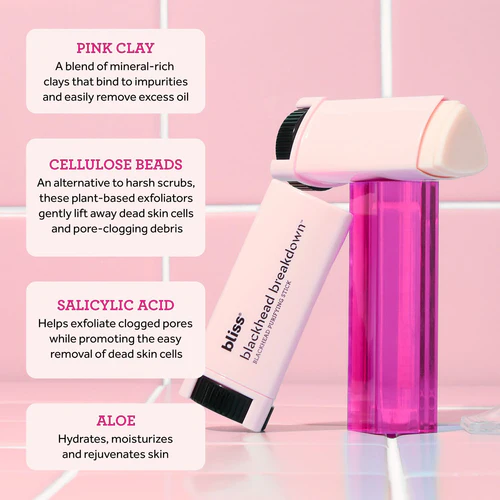 PINK CLAY
A blend of mineral-rich
clays that bind to impurities
and easily remove excess oil
CELLULOSE BEADS
An alternative to harsh scrubs,
these plant-based exfoliators
gently lift away dead skin cells
and pore-clogging debris
SALICYLIC ACID
Helps exfoliate clogged pores
while promoting the easy
removal of dead skin cells
ALOE
Hydrates, moisturizes
and rejuvenates skin
bliss®
blackhead breakdown™
BLACKHEAD PURIFYING STICK